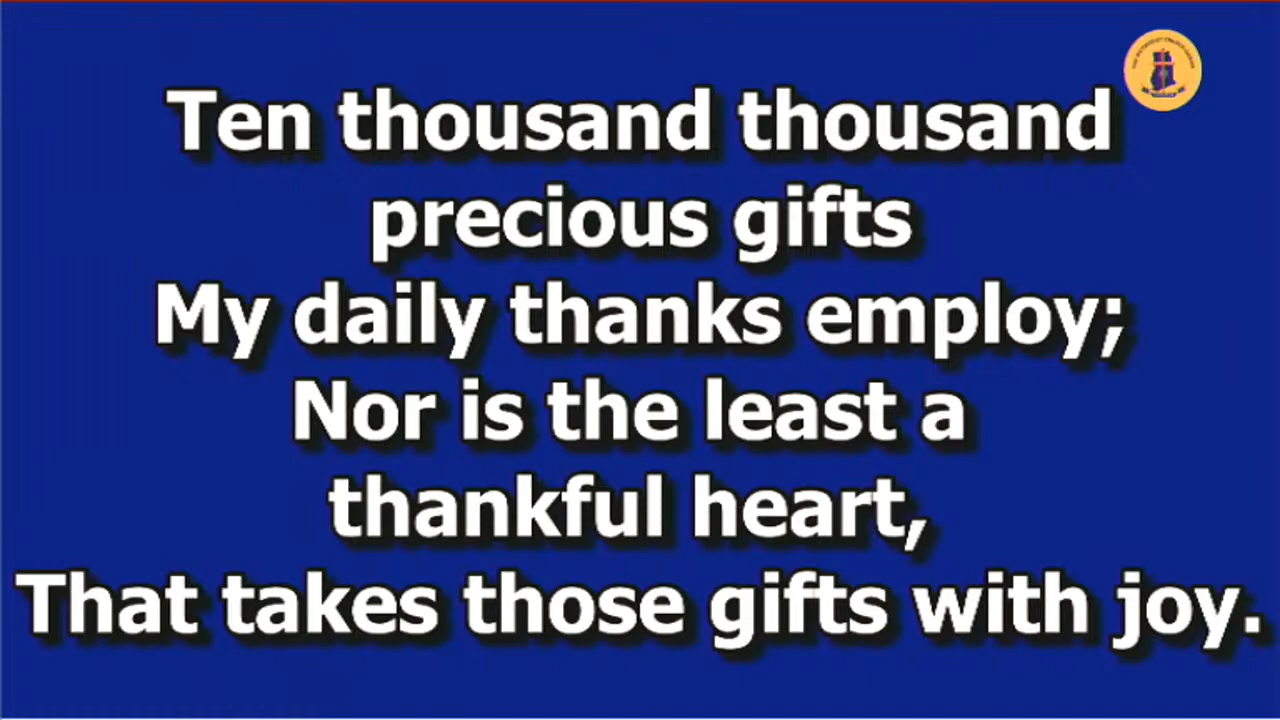 Ten thousand thousand
precious gifts
My daily thanks employ;
Nor is the least a
thankful heart,
That takes those gifts with joy.